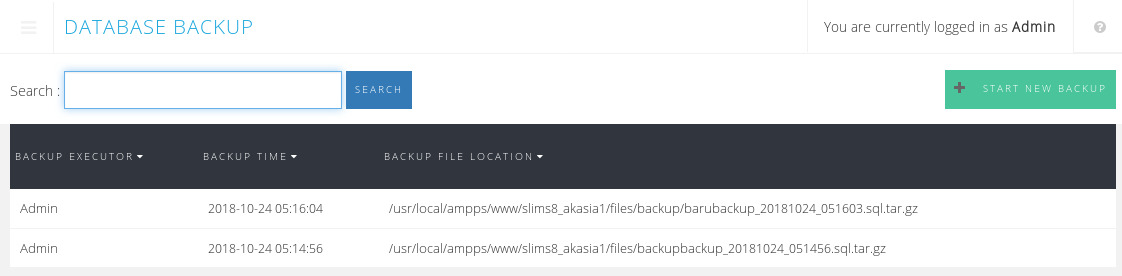 DATABASE BACKUP
You are currently logged in as Admin
Search :
SEARCH
START NEW BACKUP
BACKUP EXECUTOR BACKUP TIME BACKUP FILE LOCATION
Admin 2018-10-24 05:16:04 /usr/local/ampps/www/slims8_akasia1/files/backup/barubackup_20181024_051603.sql.tar.gz
Admin 2018-10-24 05:14:56 /usr/local/ampps/www/slims8_akasia1/files/backupbackup_20181024_051456.sql.tar.gz